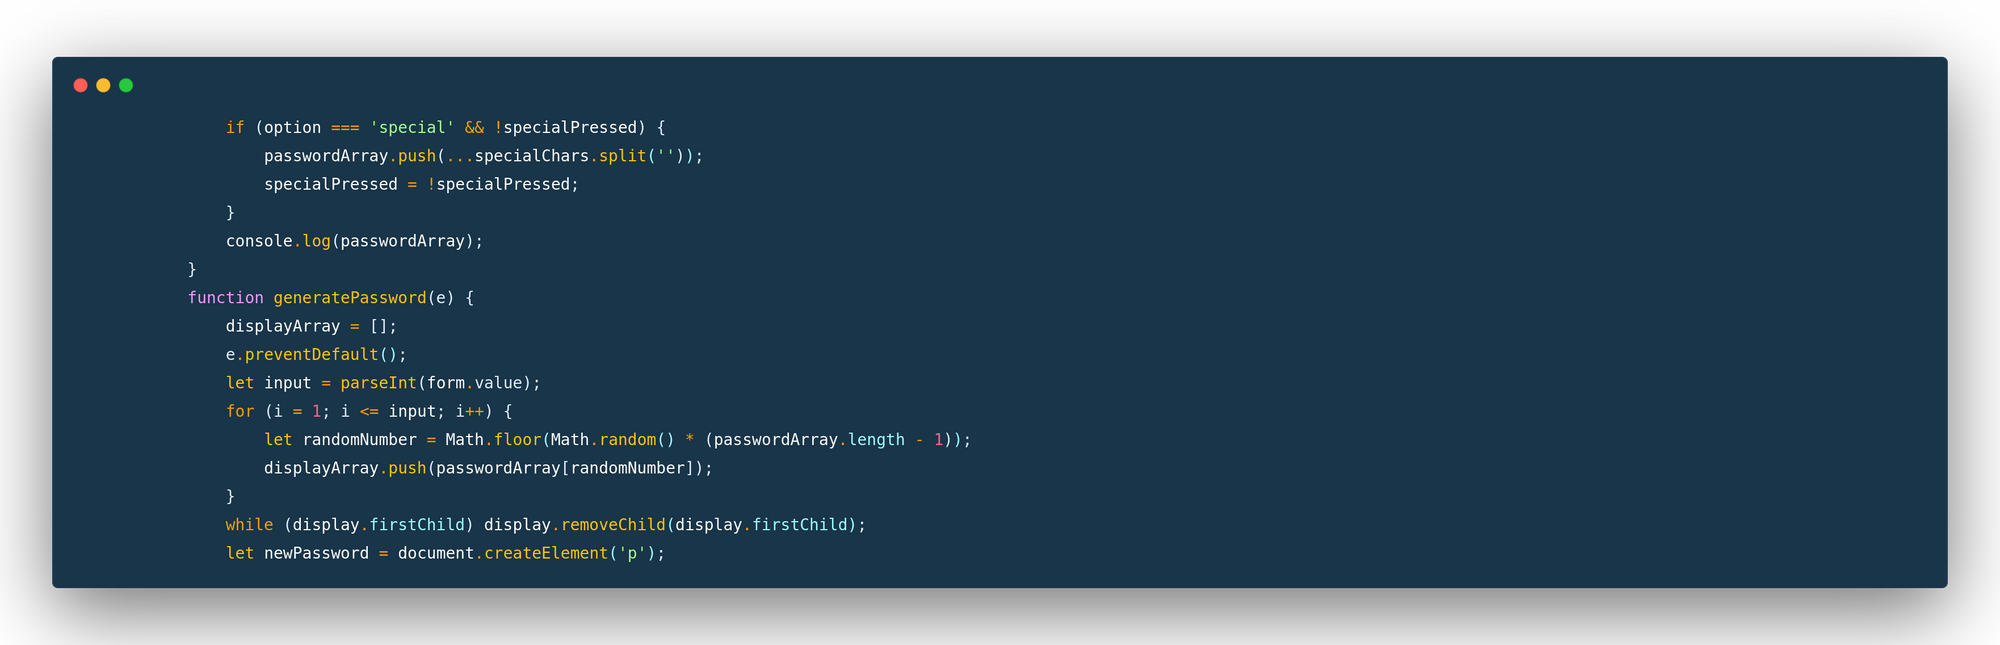 if (option === 'special' && !specialPressed) {
passwordArray.push(...specialChars.split(''));
specialPressed = !specialPressed;
}
console.log(passwordArray);
}
function generatePassword(e) {
displayArray = [];
e.preventDefault();
let input = parseInt(form.value);
for (i = 1; i <= input; i++) {
let randomNumber = Math.floor(Math.random() * (passwordArray.length - 1));
displayArray.push(passwordArray[randomNumber]);
}
while (display.firstChild) display.removeChild(display.firstChild);
let newPassword = document.createElement('p');